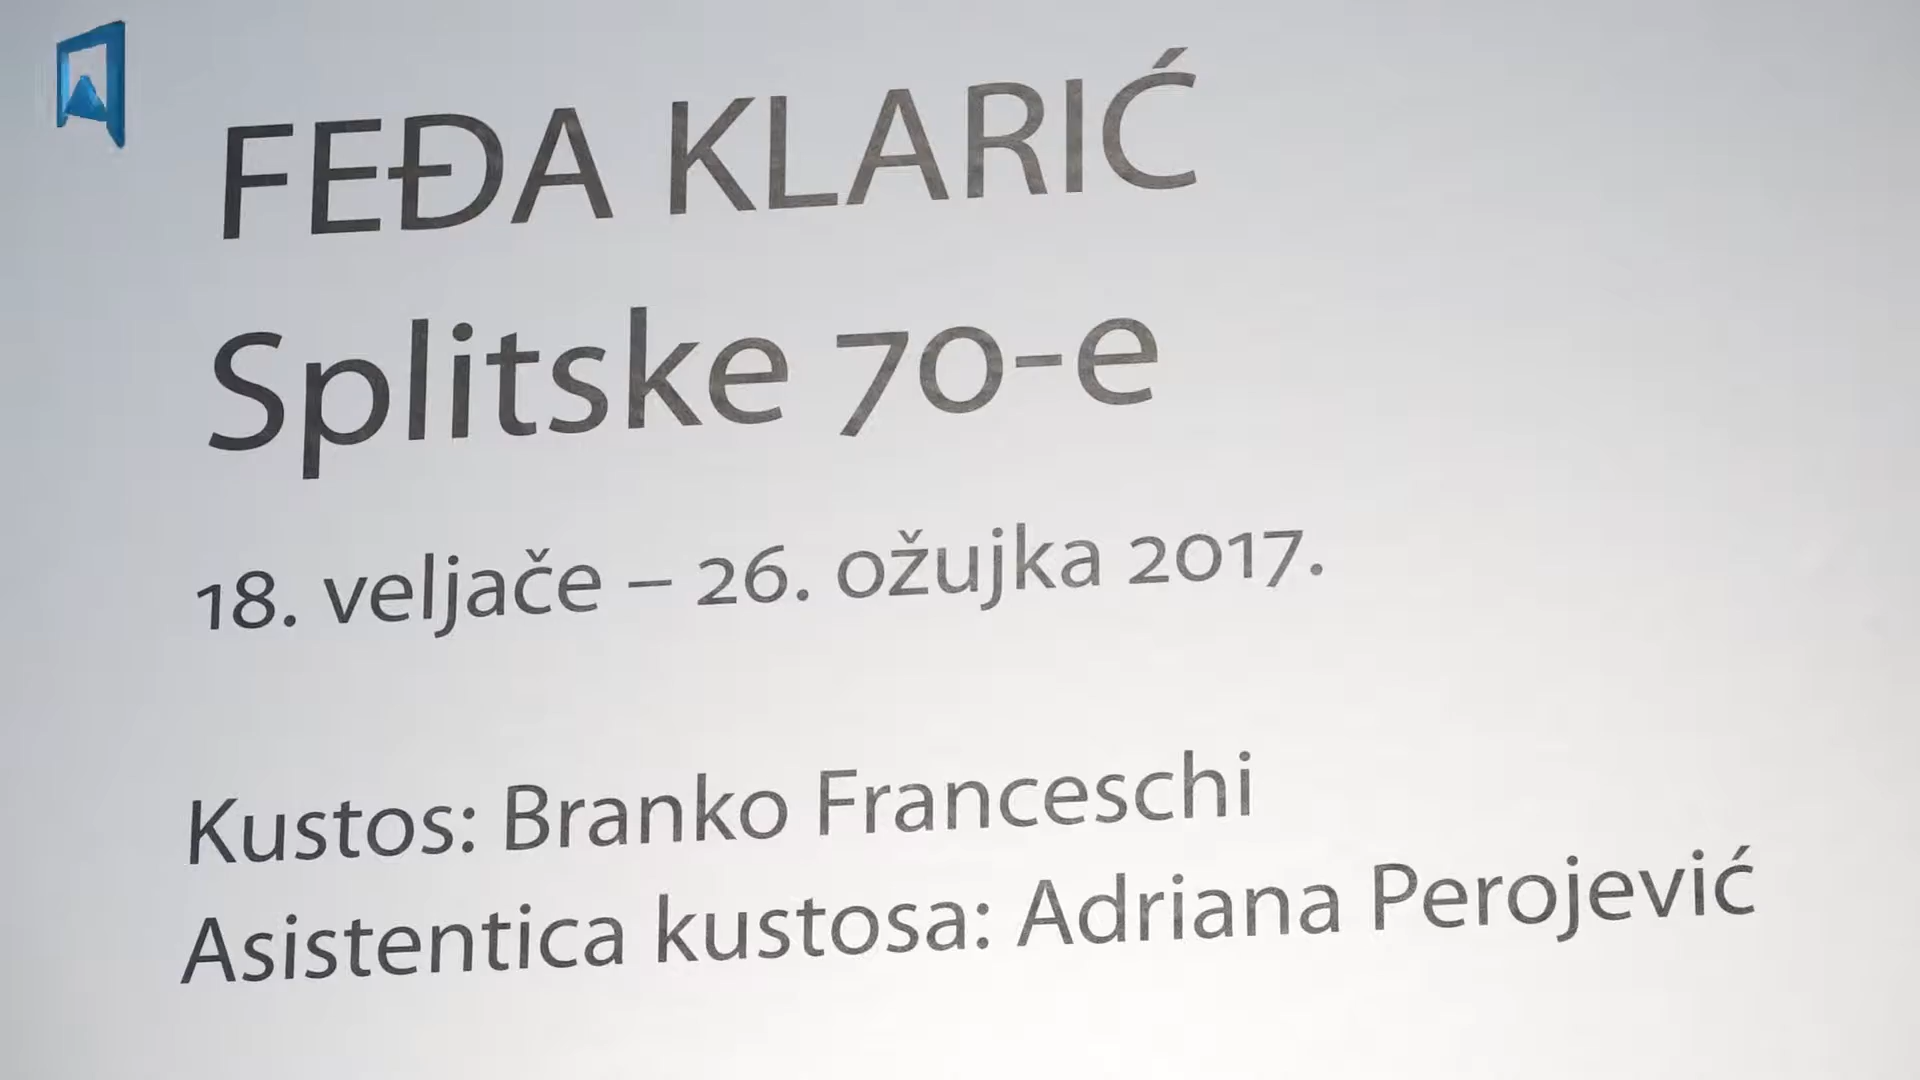 FEĐA KLARIĆ
Splitske 70-e
18. veljače – 26. ožujka 2017.
Kustos: Branko Franceschi
Asistentica kustosa: Adriana Perojević